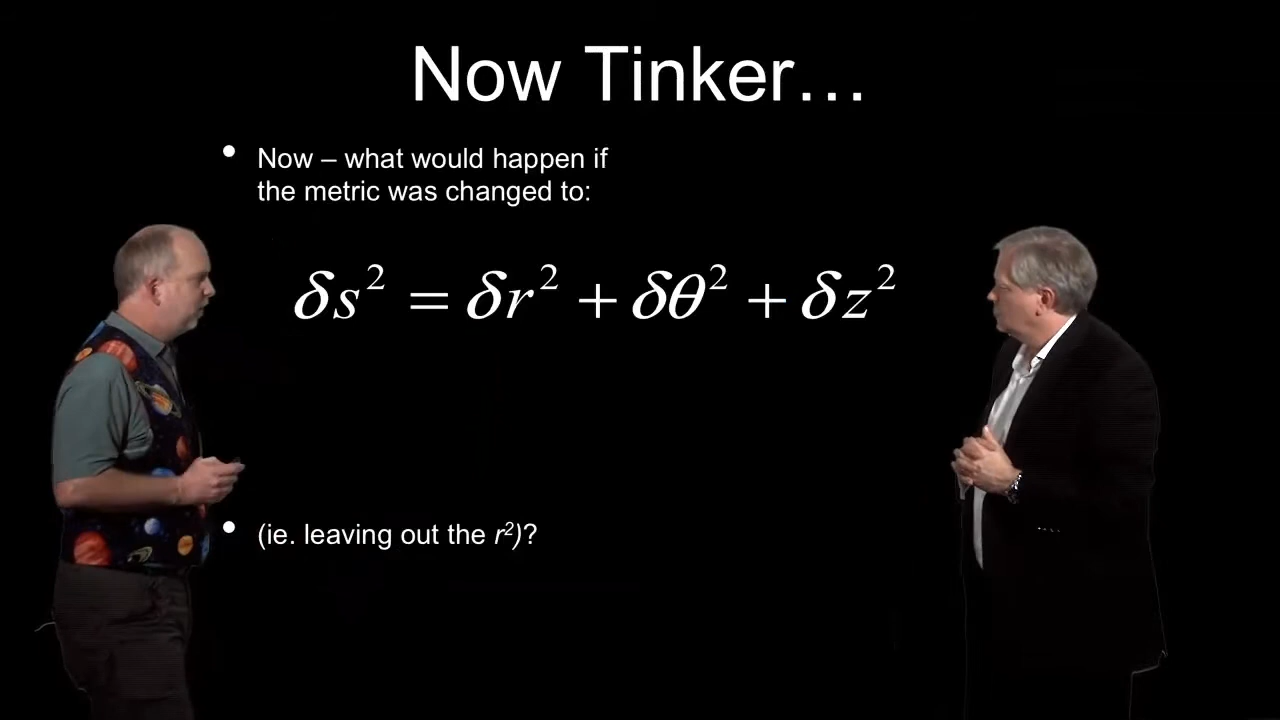 Now Tinker…
• Now – what would happen if
the metric was changed to:
δs² = δr² + δθ² + δz²
• (ie. leaving out the r²)?